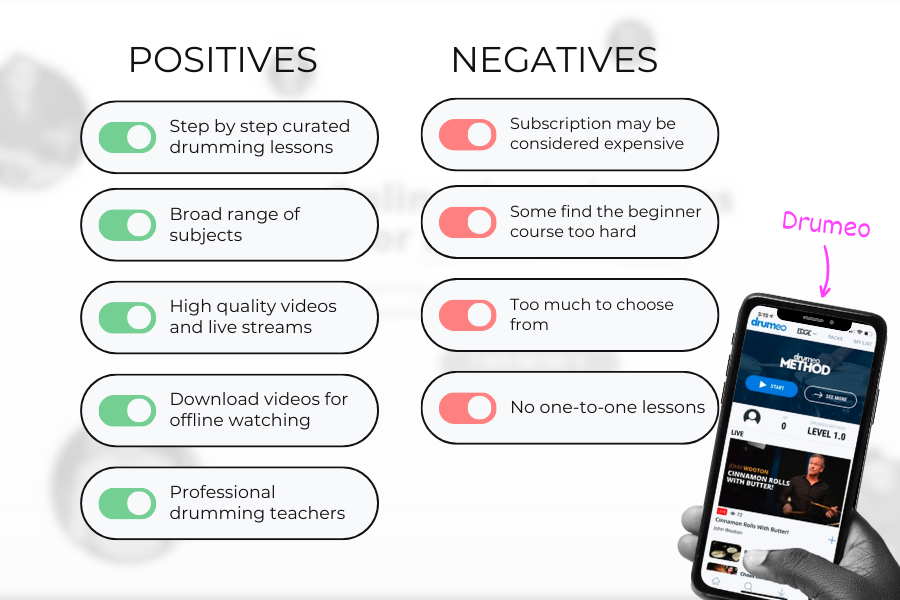 POSITIVES
Step by step curated
drumming lessons
Broad range of
subjects
High quality videos
and live streams
Download videos for
offline watching
Professional
drumming teachers
NEGATIVES
Subscription may be
considered expensive
Some find the beginner
course too hard
Too much to choose
from
No one-to-one lessons
Drumeo
drumeo EDGE PACKS MY LIST
drumeo
METHOD
START
SEE MORE
0
LEVEL 1.0
LIVE
JOHN WOOTON
CINNAMON ROLLS
WITH BUTTER!
LIVE
Cinnamon Rolls With Butter!
John Wooton